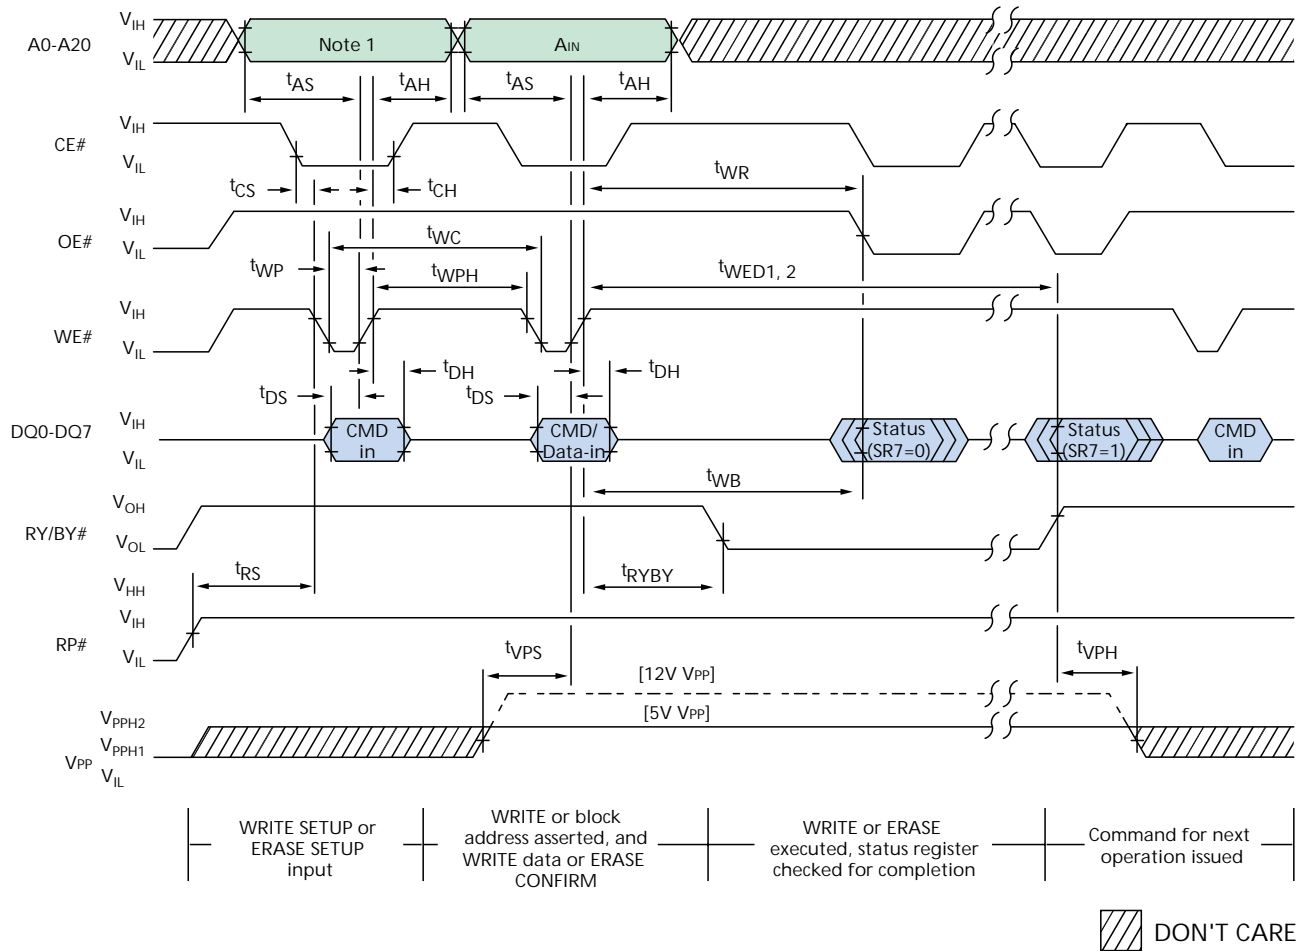 VIH
A0-A20
Note 1
AIN
VIL
tAS
tAH
tAS
tAH
VIH
CE#
VIL
tWR
tCS
tCH
VIH
OE#
VIL
tWC
tWP
tWPH
tWED1, 2
VIH
WE#
VIL
tDH
tDH
tDS
tDS
VIH
DQ0-DQ7
VIL
CMD
in
CMD/
Data-in
Status
(SR7=0)
Status
(SR7=1)
CMD
in
tWB
VOH
RY/BY#
VOL
tRS
tRYBY
VHH
VIH
RP#
VIL
tVPS
tVPH
[12V VPP]
[5V VPP]
VPPH2
VPPH1
VPP
VIL
WRITE SETUP or
ERASE SETUP
input
WRITE or block
address asserted, and
WRITE data or ERASE
CONFIRM
WRITE or ERASE
executed, status register
checked for completion
Command for next
operation issued
DON'T CARE